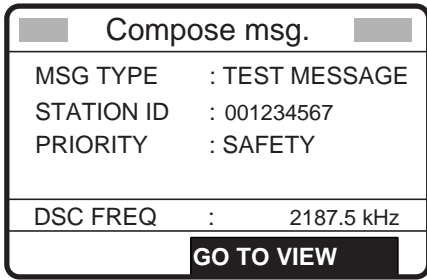 Compose msg.
MSG TYPE : TEST MESSAGE
STATION ID : 001234567
PRIORITY : SAFETY
DSC FREQ : 2187.5 kHz
GO TO VIEW